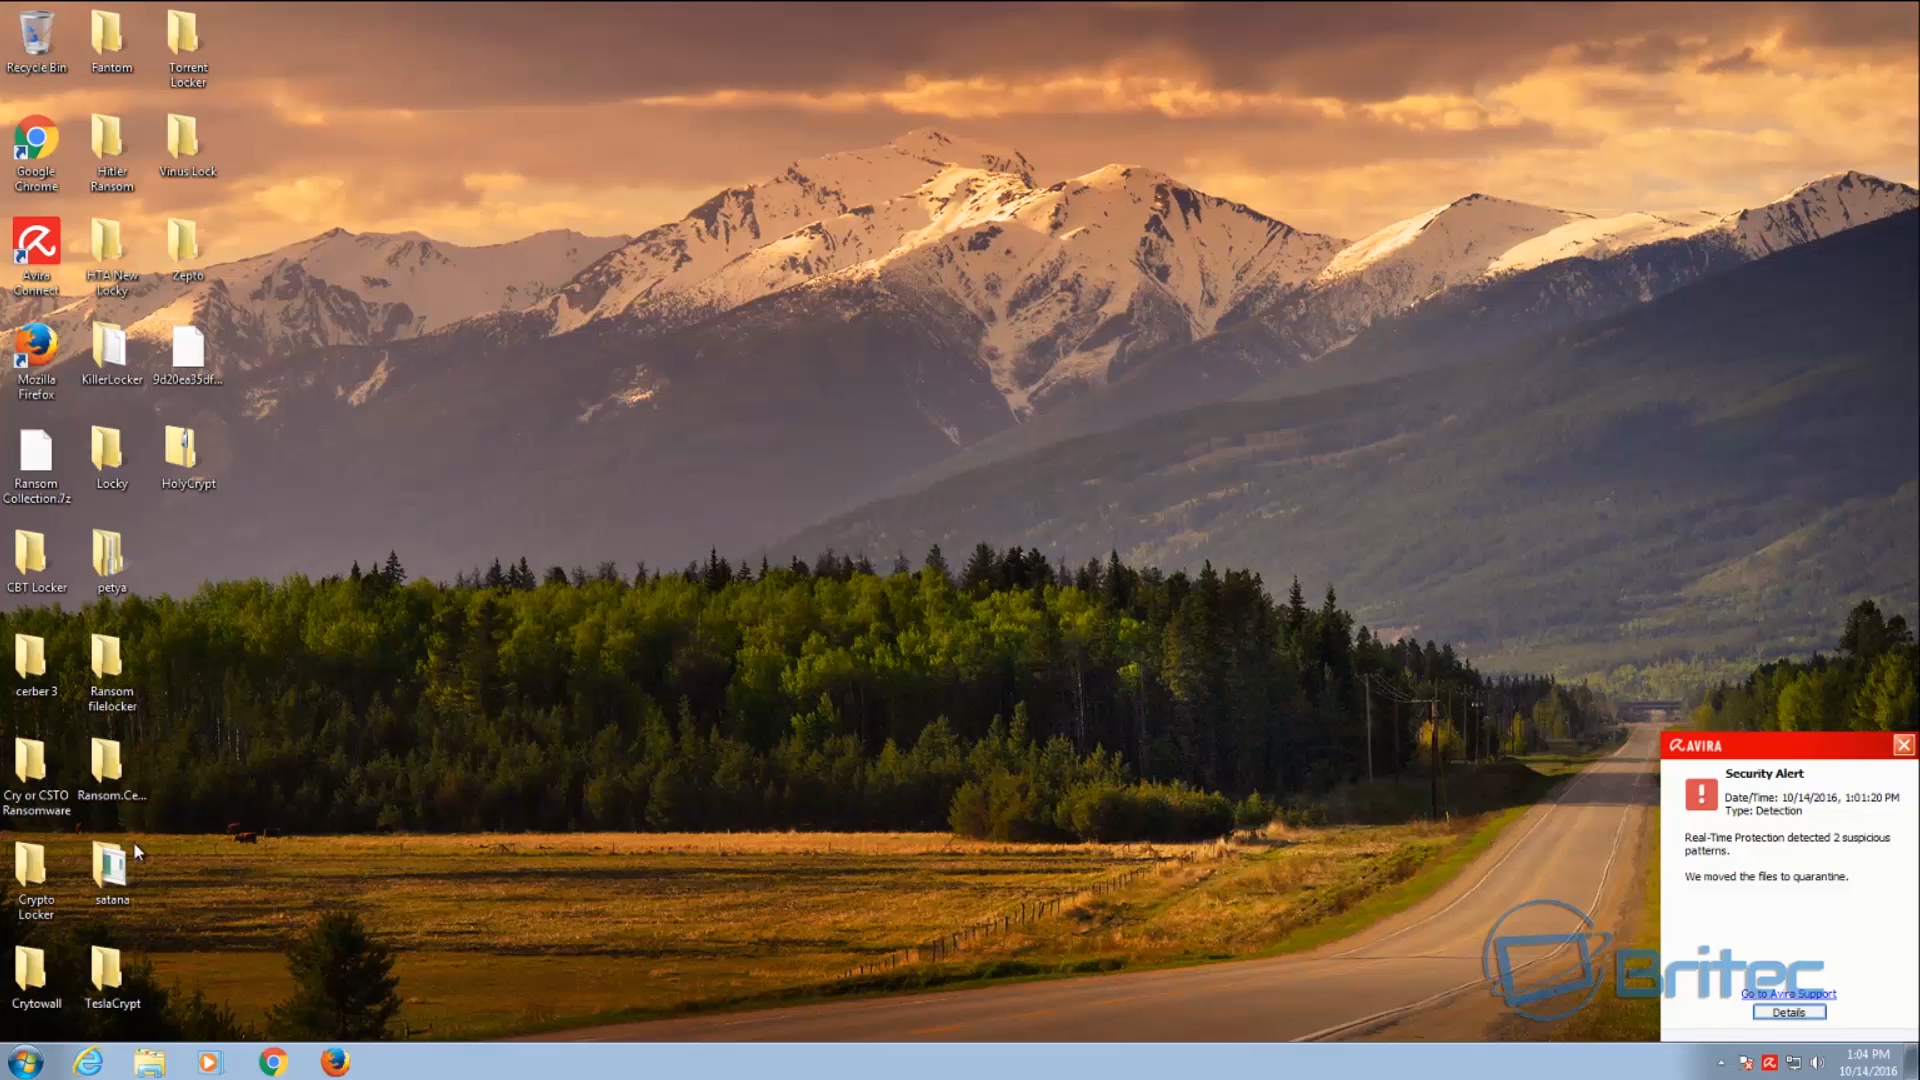 Recycle Bin
Fantom
Torrent
Locker
Google
Chrome
Hitler
Ransom
Vinus Lock
Avira
Connect
HTA New
Locky
Zepto
Mozilla
Firefox
KillerLocker
9d20ea35df...
Ransom
Collection.7z
Locky
HolyCrypt
CBT Locker
petya
cerber 3
Ransom
filelocker
Cry or CSTO
Ransomware
Ransom.Ce...
Crypto
Locker
satana
Crytowall
TeslaCrypt
AVIRA
Security Alert
Date/Time: 10/14/2016, 1:01:20 PM
Type: Detection
Real-Time Protection detected 2 suspicious
patterns.
We moved the files to quarantine.
Britec
Go to Avira Support
Details
1:04 PM
10/14/2016